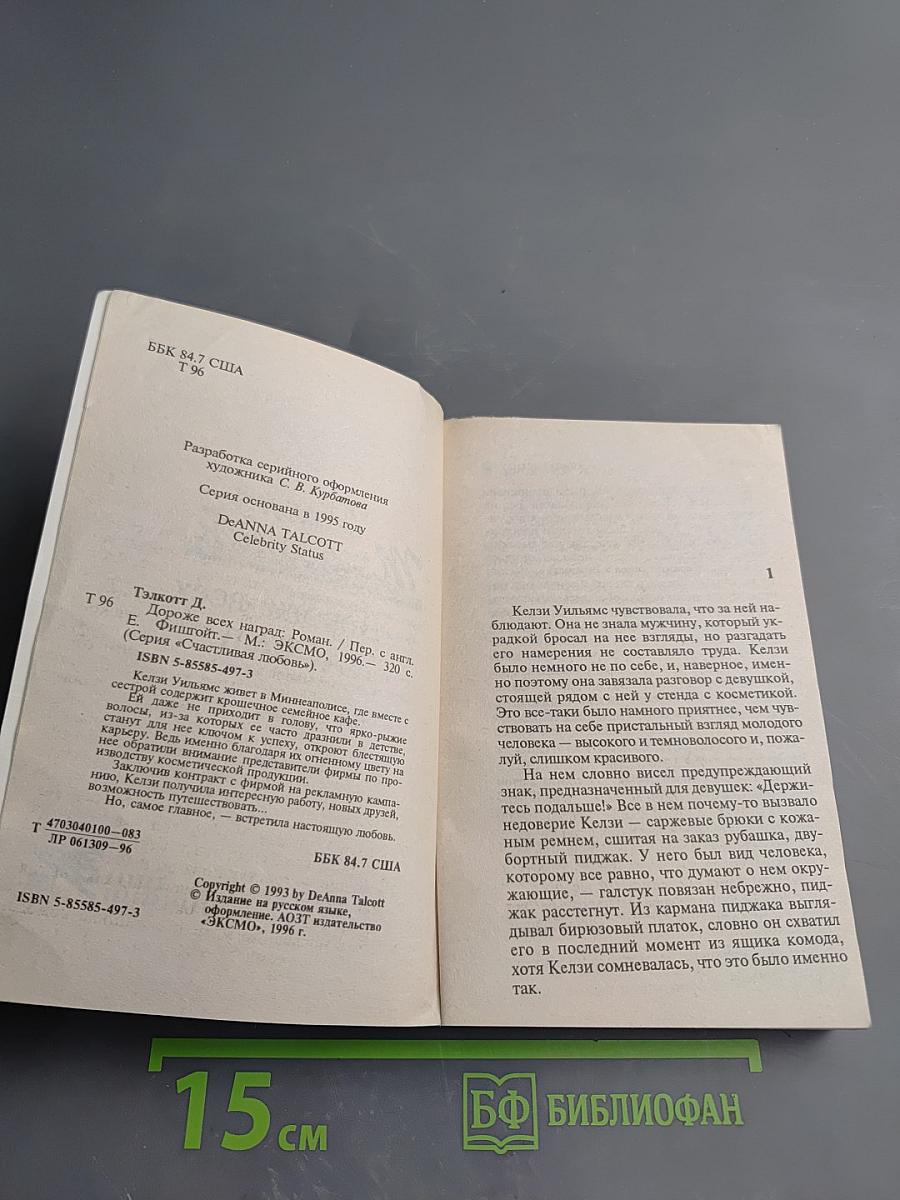 ББК 84.7 США
Т 96
Разработка серийного оформления
художника С. В. Курбатова
Серия основана в 1995 году
DeANNA TALCOTT
Celebrity Status
Тэлкотт Д.
Т 96 Дороже всех наград: Роман. / Пер. с англ.
Е. Фишгойт.— М.: ЭКСМО, 1996.— 320 с.
(Серия «Счастливая любовь»).
ISBN 5-85585-497-3
Келзи Уильямс живет в Миннеаполисе, где вместе с
сестрой содержит крошечное семейное кафе.
Ей даже не приходит в голову, что ярко-рыжие
волосы, из-за которых ее часто дразнили в детстве,
станут для нее ключом к успеху, откроют блестящую
карьеру. Ведь именно благодаря их огненному цвету на
нее обратили внимание представители фирмы по про-
изводству косметической продукции.
Заключив контракт с фирмой на рекламную кампа-
нию, Келзи получила интересную работу, новых друзей,
возможность путешествовать...
Но, самое главное, — встретила настоящую любовь.
Т 4703040100—083
ЛР 061309—96
ББК 84.7 США
ISBN 5-85585-497-3
Copyright © 1993 by DeAnna Talcott
© Издание на русском языке,
оформление. АОЗТ издательство
«ЭКСМО», 1996 г.
1
Келзи Уильямс чувствовала, что за ней на-
блюдают. Она не знала мужчину, который ук-
радкой бросал на нее взгляды, но разгадать
его намерения не составляло труда. Келзи
было немного не по себе, и, наверное, имен-
но поэтому она завязала разговор с девушкой,
стоящей рядом с ней у стенда с косметикой.
Это все-таки было намного приятнее, чем чув-
ствовать на себе пристальный взгляд молодого
человека — высокого и темноволосого и, пожа-
луй, слишком красивого.
На нем словно висел предупреждающий
знак, предназначенный для девушек: «Держи-
тесь подальше!» Все в нем почему-то вызвало
недоверие Келзи — саржевые брюки с кожа-
ным ремнем, сшитая на заказ рубашка, дву-
бортный пиджак. У него был вид человека,
которому все равно, что думают о нем окру-
жающие, — галстук повязан небрежно, пид-
жак расстегнут. Из кармана пиджака выгля-
дывал бирюзовый платок, словно он схватил
его в последний момент из ящика комода,
хотя Келзи сомневалась, что это было именно
так.
15 см
БФ БИБЛИОФАН